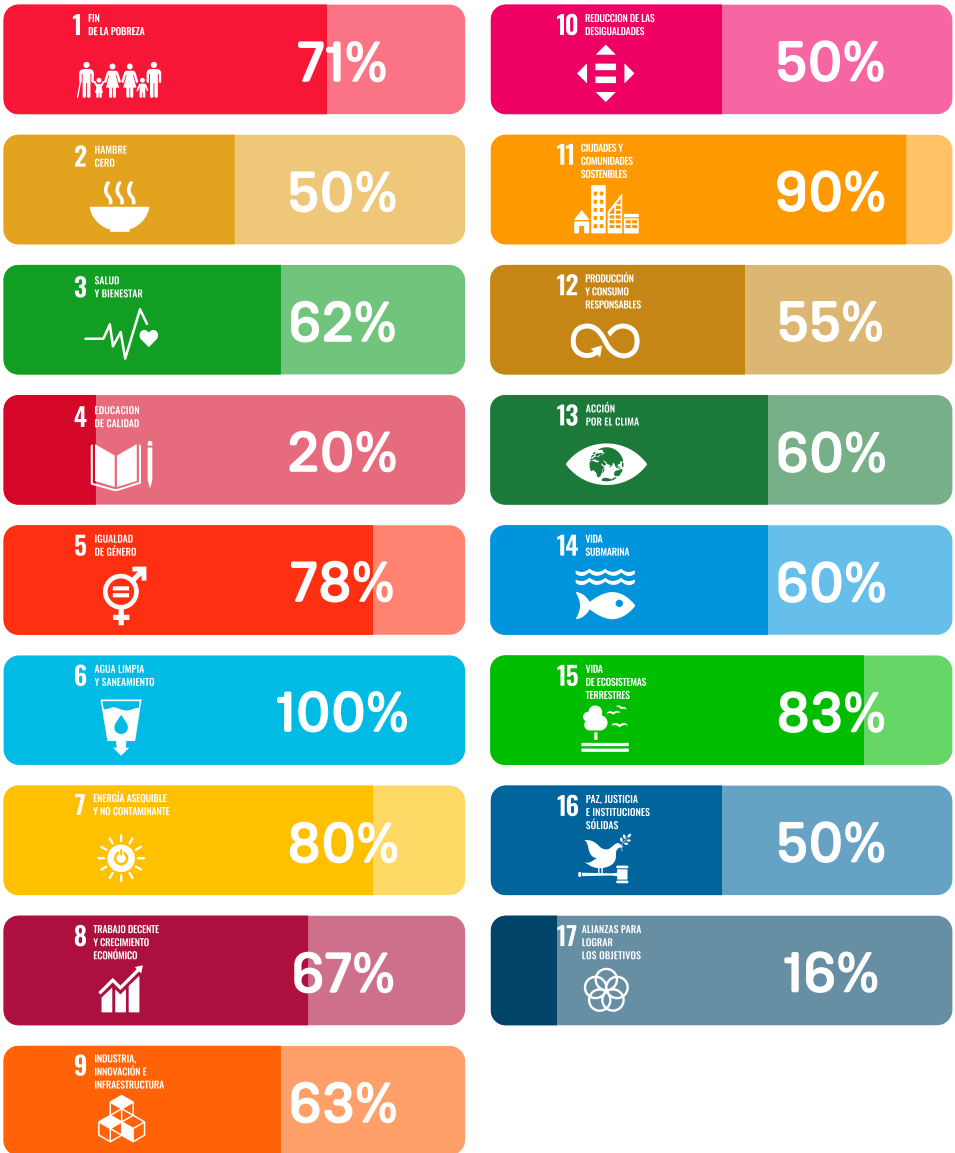 1 FIN
DE LA POBREZA
71%
2 HAMBRE
CERO
50%
3 SALUD
Y BIENESTAR
62%
4 EDUCACION
DE CALIDAD
20%
5 IGUALDAD
DE GÉNERO
78%
6 AGUA LIMPIA
Y SANEAMIENTO
100%
7 ENERGÍA ASEQUIBLE
Y NO CONTAMINANTE
80%
8 TRABAJO DECENTE
Y CRECIMIENTO
ECONÓMICO
67%
9 INDUSTRIA,
INNOVACIÓN E
INFRAESTRUCTURA
63%
10 REDUCCION DE LAS
DESIGUALDADES
50%
11 CIUDADES Y
COMUNIDADES
SOSTENIBLES
90%
12 PRODUCCIÓN
Y CONSUMO
RESPONSABLES
55%
13 ACCIÓN
POR EL CLIMA
60%
14 VIDA
SUBMARINA
60%
15 VIDA
DE ECOSISTEMAS
TERRESTRES
83%
16 PAZ, JUSTICIA
E INSTITUCIONES
SÓLIDAS
50%
17 ALIANZAS PARA
LOGRAR
LOS OBJETIVOS
16%